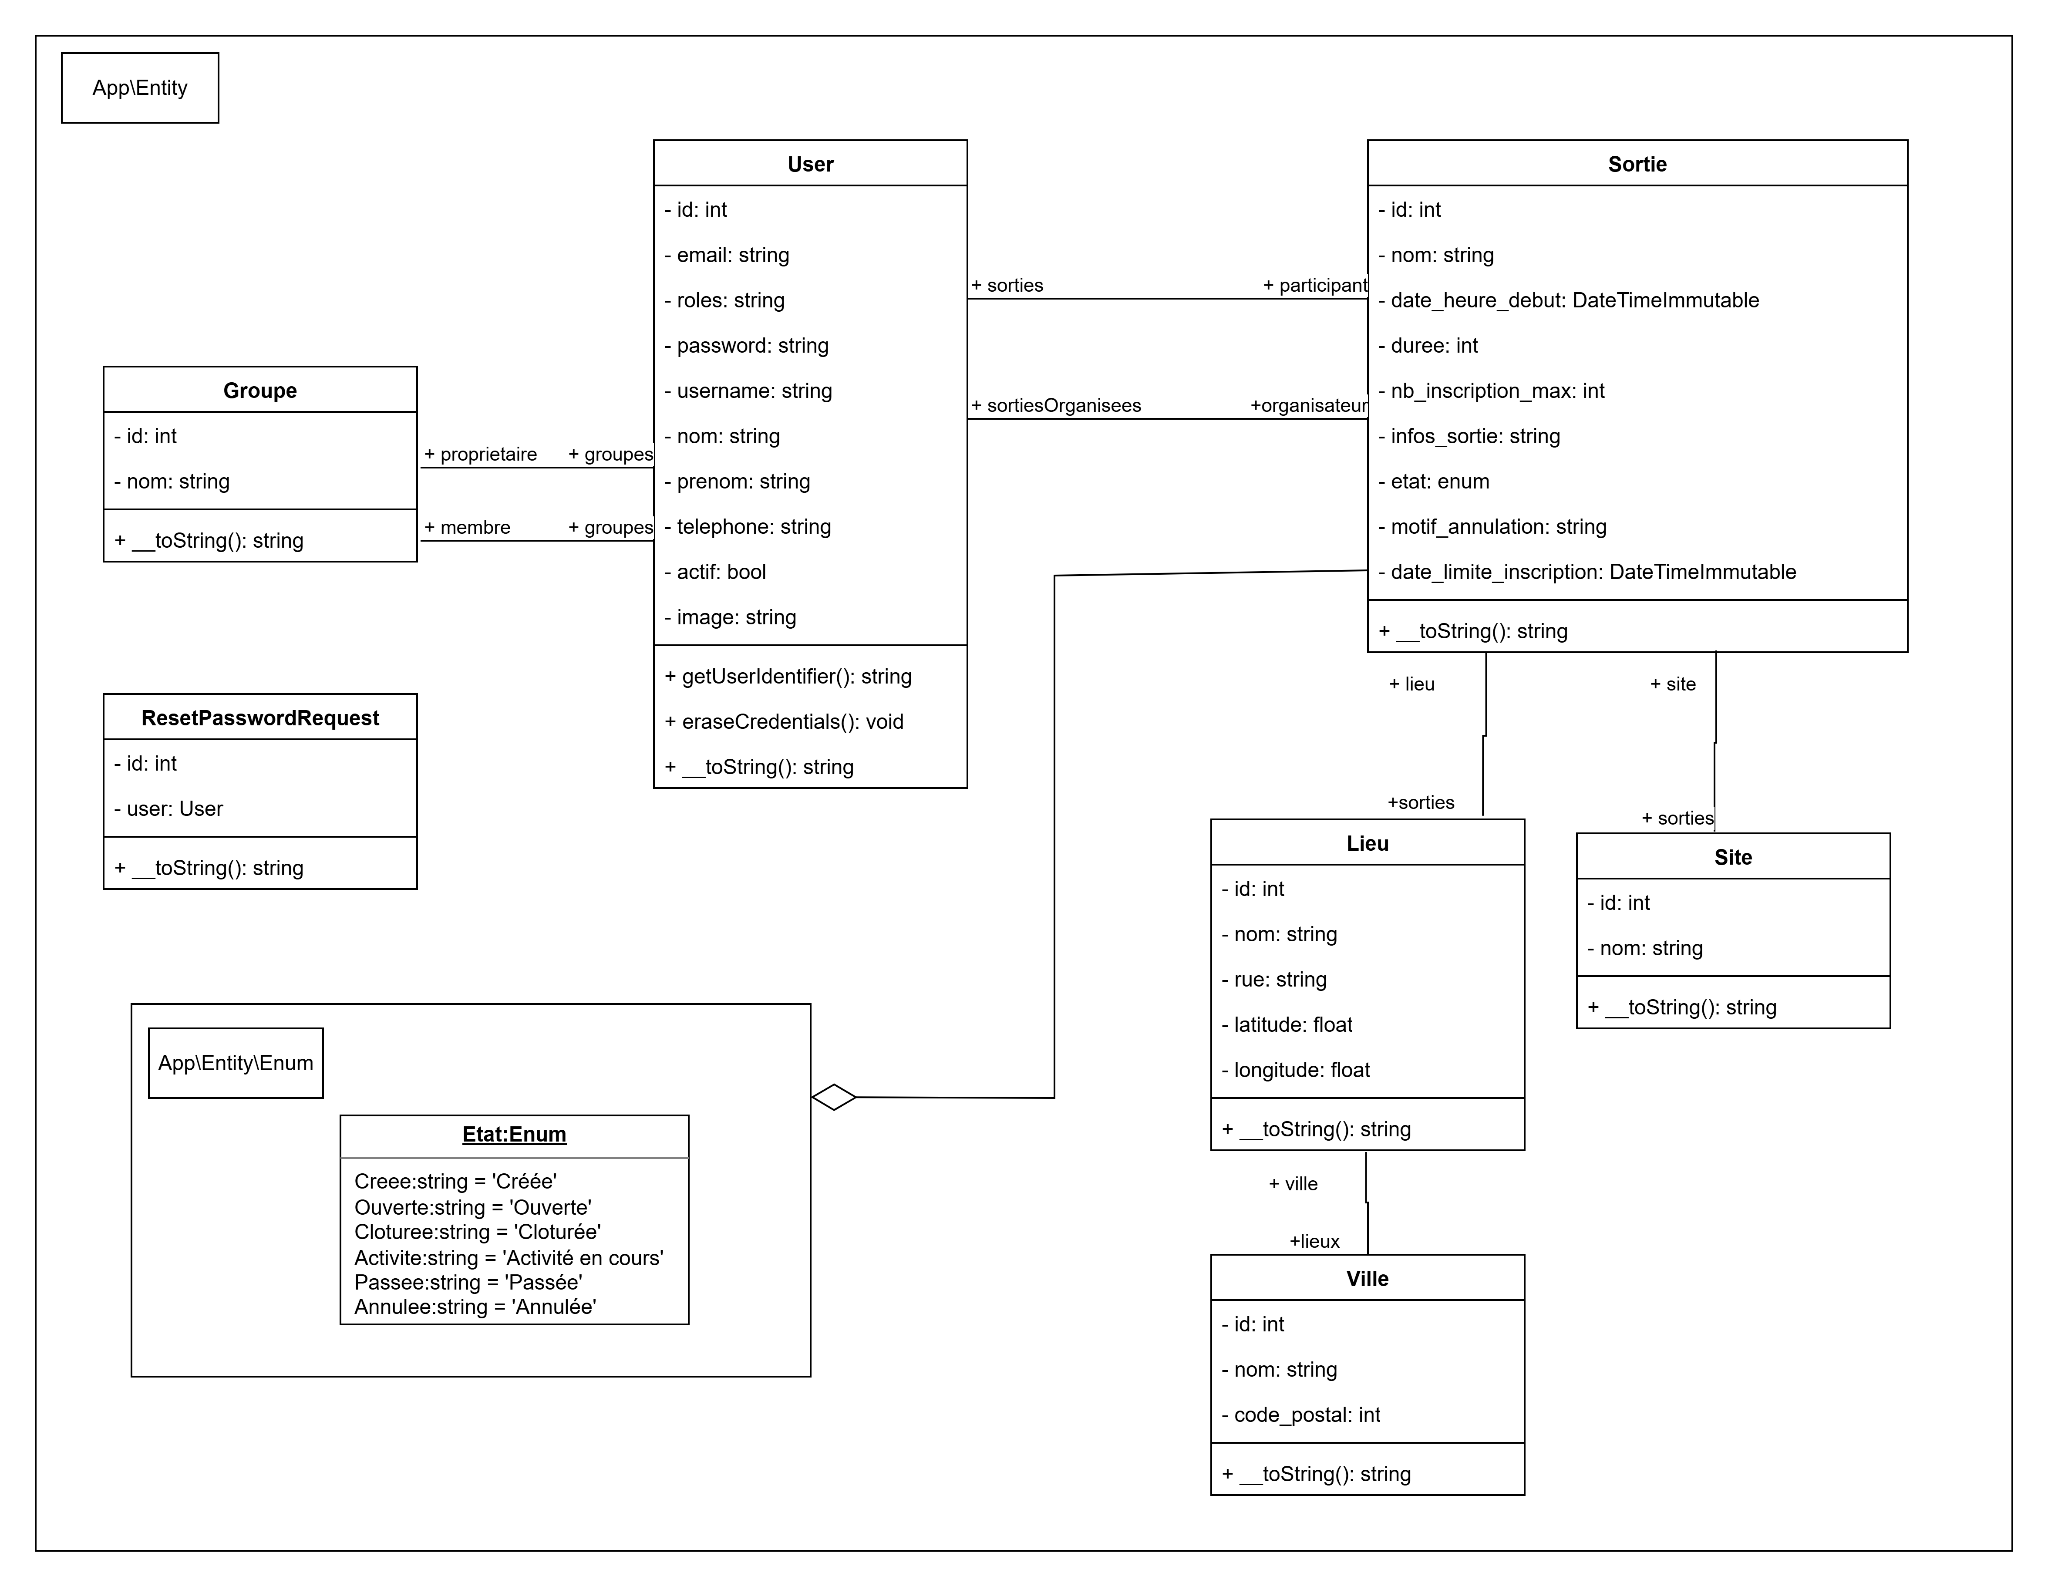 App\Entity
User
- id: int
- email: string
- roles: string
- password: string
- username: string
- nom: string
- prenom: string
- telephone: string
- actif: bool
- image: string
+ getUserIdentifier(): string
+ eraseCredentials(): void
+ __toString(): string
+ sorties
+ participant
+ sortiesOrganisees
+organisateur
Sortie
- id: int
- nom: string
- date_heure_debut: DateTimeImmutable
- duree: int
- nb_inscription_max: int
- infos_sortie: string
- etat: enum
- motif_annulation: string
- date_limite_inscription: DateTimeImmutable
+ __toString(): string
Groupe
- id: int
- nom: string
+ __toString(): string
+ proprietaire
+ groupes
+ membre
+ groupes
ResetPasswordRequest
- id: int
- user: User
+ __toString(): string
+ lieu
+ site
+sorties
+ sorties
Lieu
- id: int
- nom: string
- rue: string
- latitude: float
- longitude: float
+ __toString(): string
Site
- id: int
- nom: string
+ __toString(): string
App\Entity\Enum
Etat:Enum
Creee:string = 'Créée'
Ouverte:string = 'Ouverte'
Cloturee:string = 'Cloturée'
Activite:string = 'Activité en cours'
Passee:string = 'Passée'
Annulee:string = 'Annulée'
+ ville
+lieux
Ville
- id: int
- nom: string
- code_postal: int
+ __toString(): string